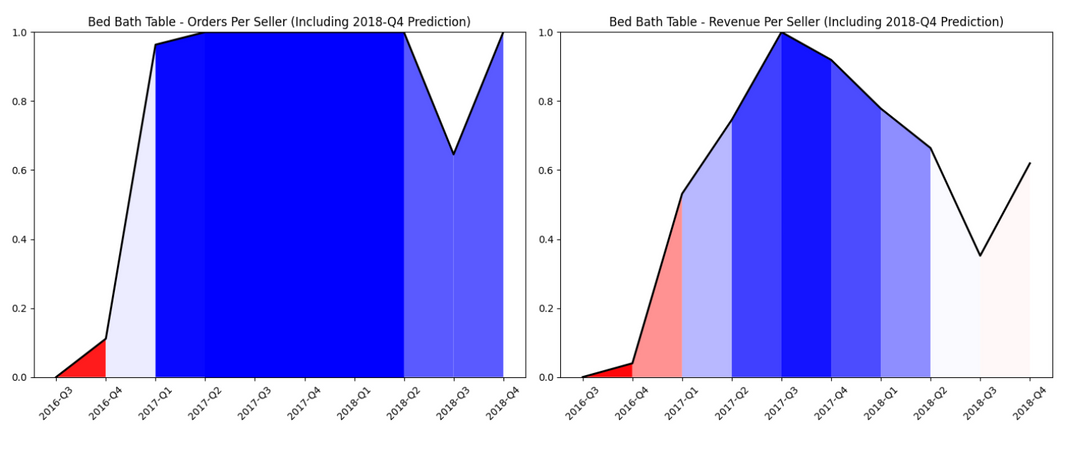 Bed Bath Table - Orders Per Seller (Including 2018-Q4 Prediction)
1.0
0.8
0.6
0.4
0.2
0.0
2016-Q3
2016-Q4
2017-Q1
2017-Q2
2017-Q3
2017-Q4
2018-Q1
2018-Q2
2018-Q3
2018-Q4
Bed Bath Table - Revenue Per Seller (Including 2018-Q4 Prediction)
1.0
0.8
0.6
0.4
0.2
0.0
2016-Q3
2016-Q4
2017-Q1
2017-Q2
2017-Q3
2017-Q4
2018-Q1
2018-Q2
2018-Q3
2018-Q4